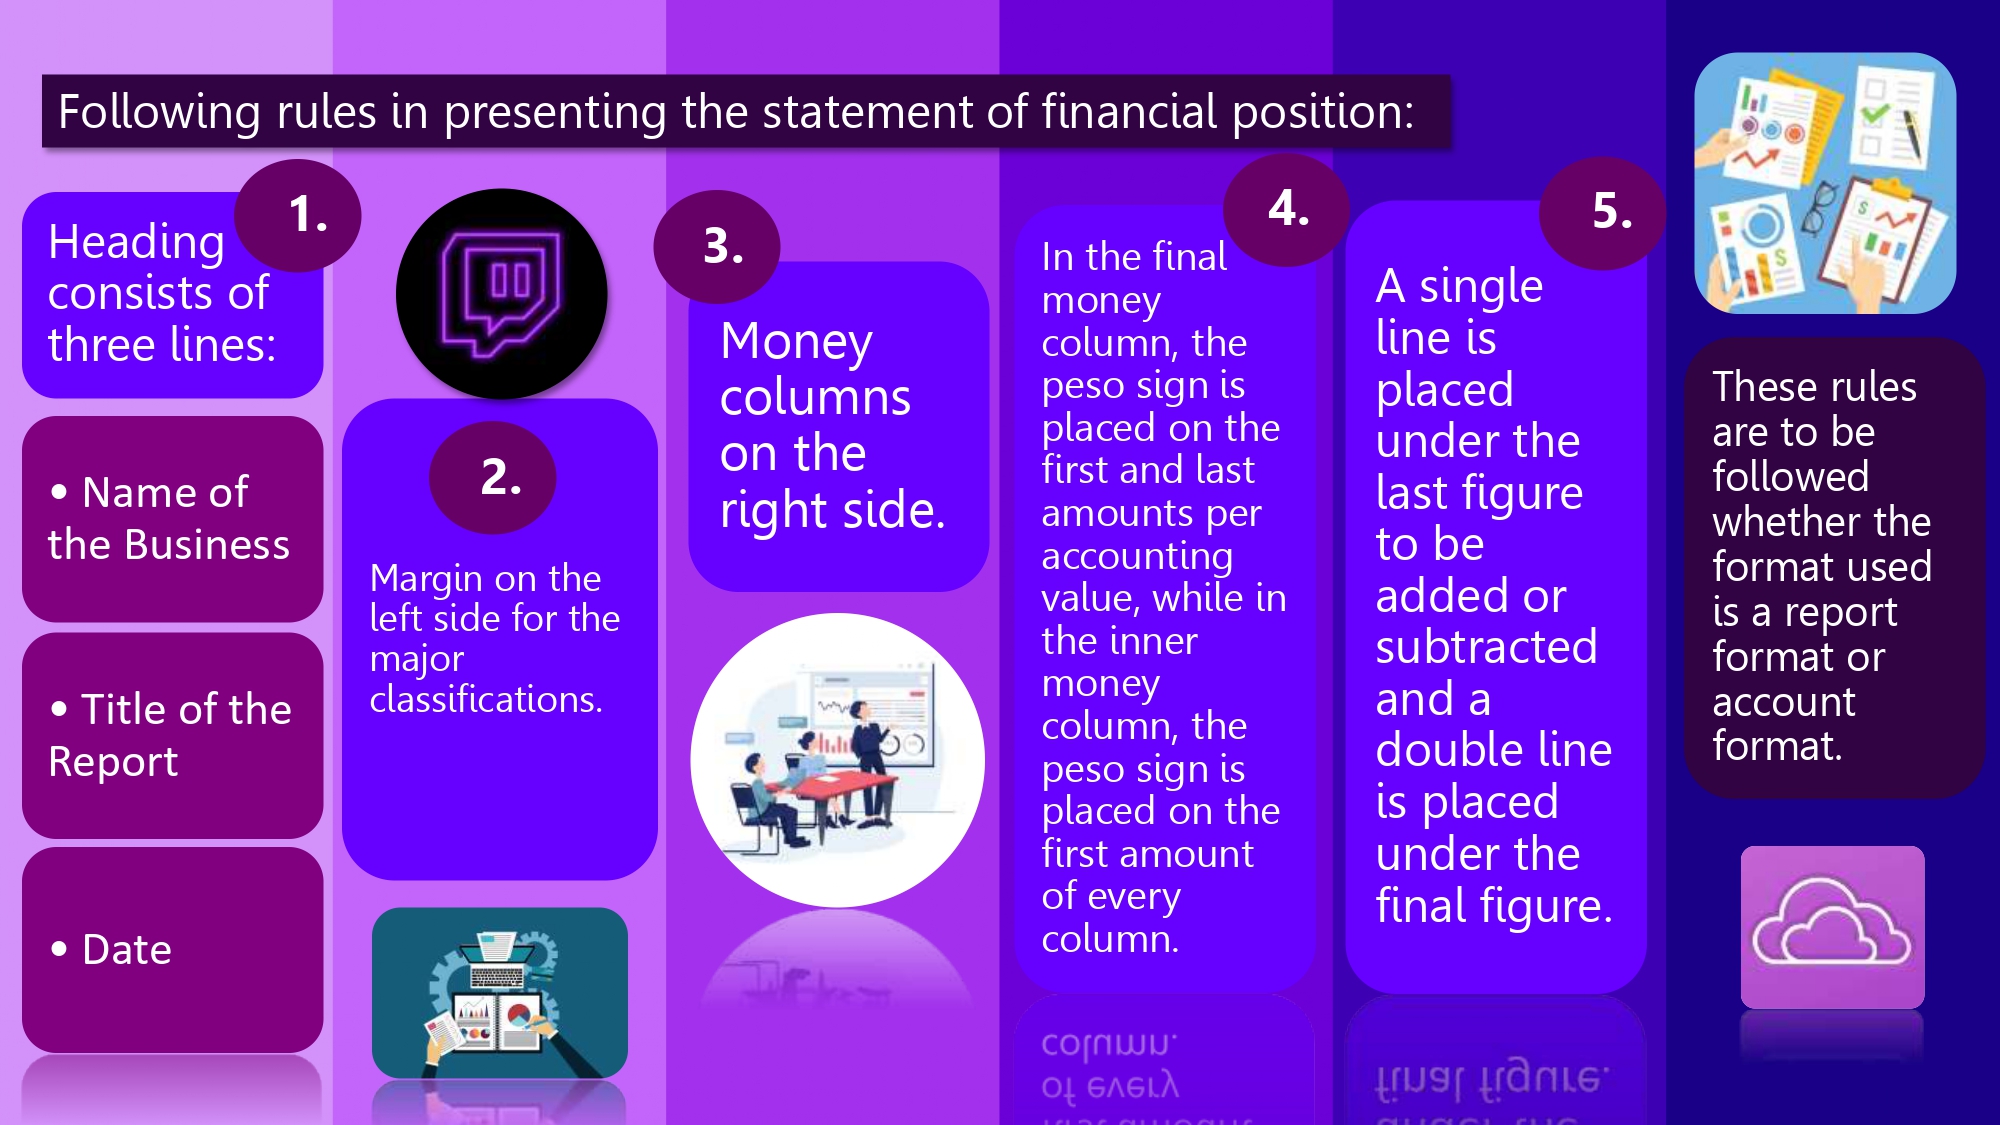 Following rules in presenting the statement of financial position:
1.
Heading
consists of
three lines:
• Name of
the Business
• Title of the
Report
• Date
2.
Margin on the
left side for the
major
classifications.
3.
Money
columns
on the
right side.
4.
In the final
money
column, the
peso sign is
placed on the
first and last
amounts per
accounting
value, while in
the inner
money
column, the
peso sign is
placed on the
first amount
of every
column.
5.
A single
line is
placed
under the
last figure
to be
added or
subtracted
and a
double line
is placed
under the
final figure.
These rules
are to be
followed
whether the
format used
is a report
format or
account
format.